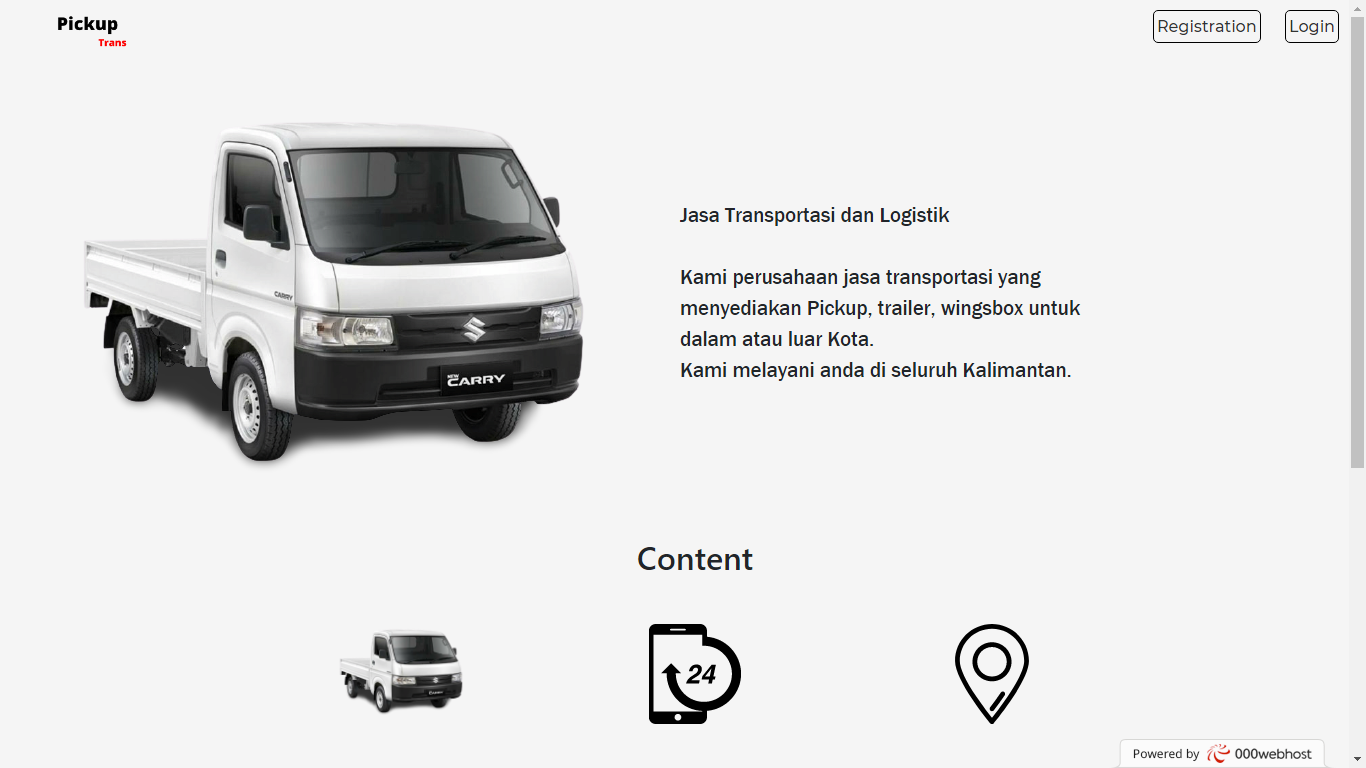 Pickup
Trans
Registration
Login
Jasa Transportasi dan Logistik
Kami perusahaan jasa transportasi yang
menyediakan Pickup, trailer, wingsbox untuk
dalam atau luar Kota.
Kami melayani anda di seluruh Kalimantan.
CARRY
NEW
CARRY
Content
24
Powered by 000webhost